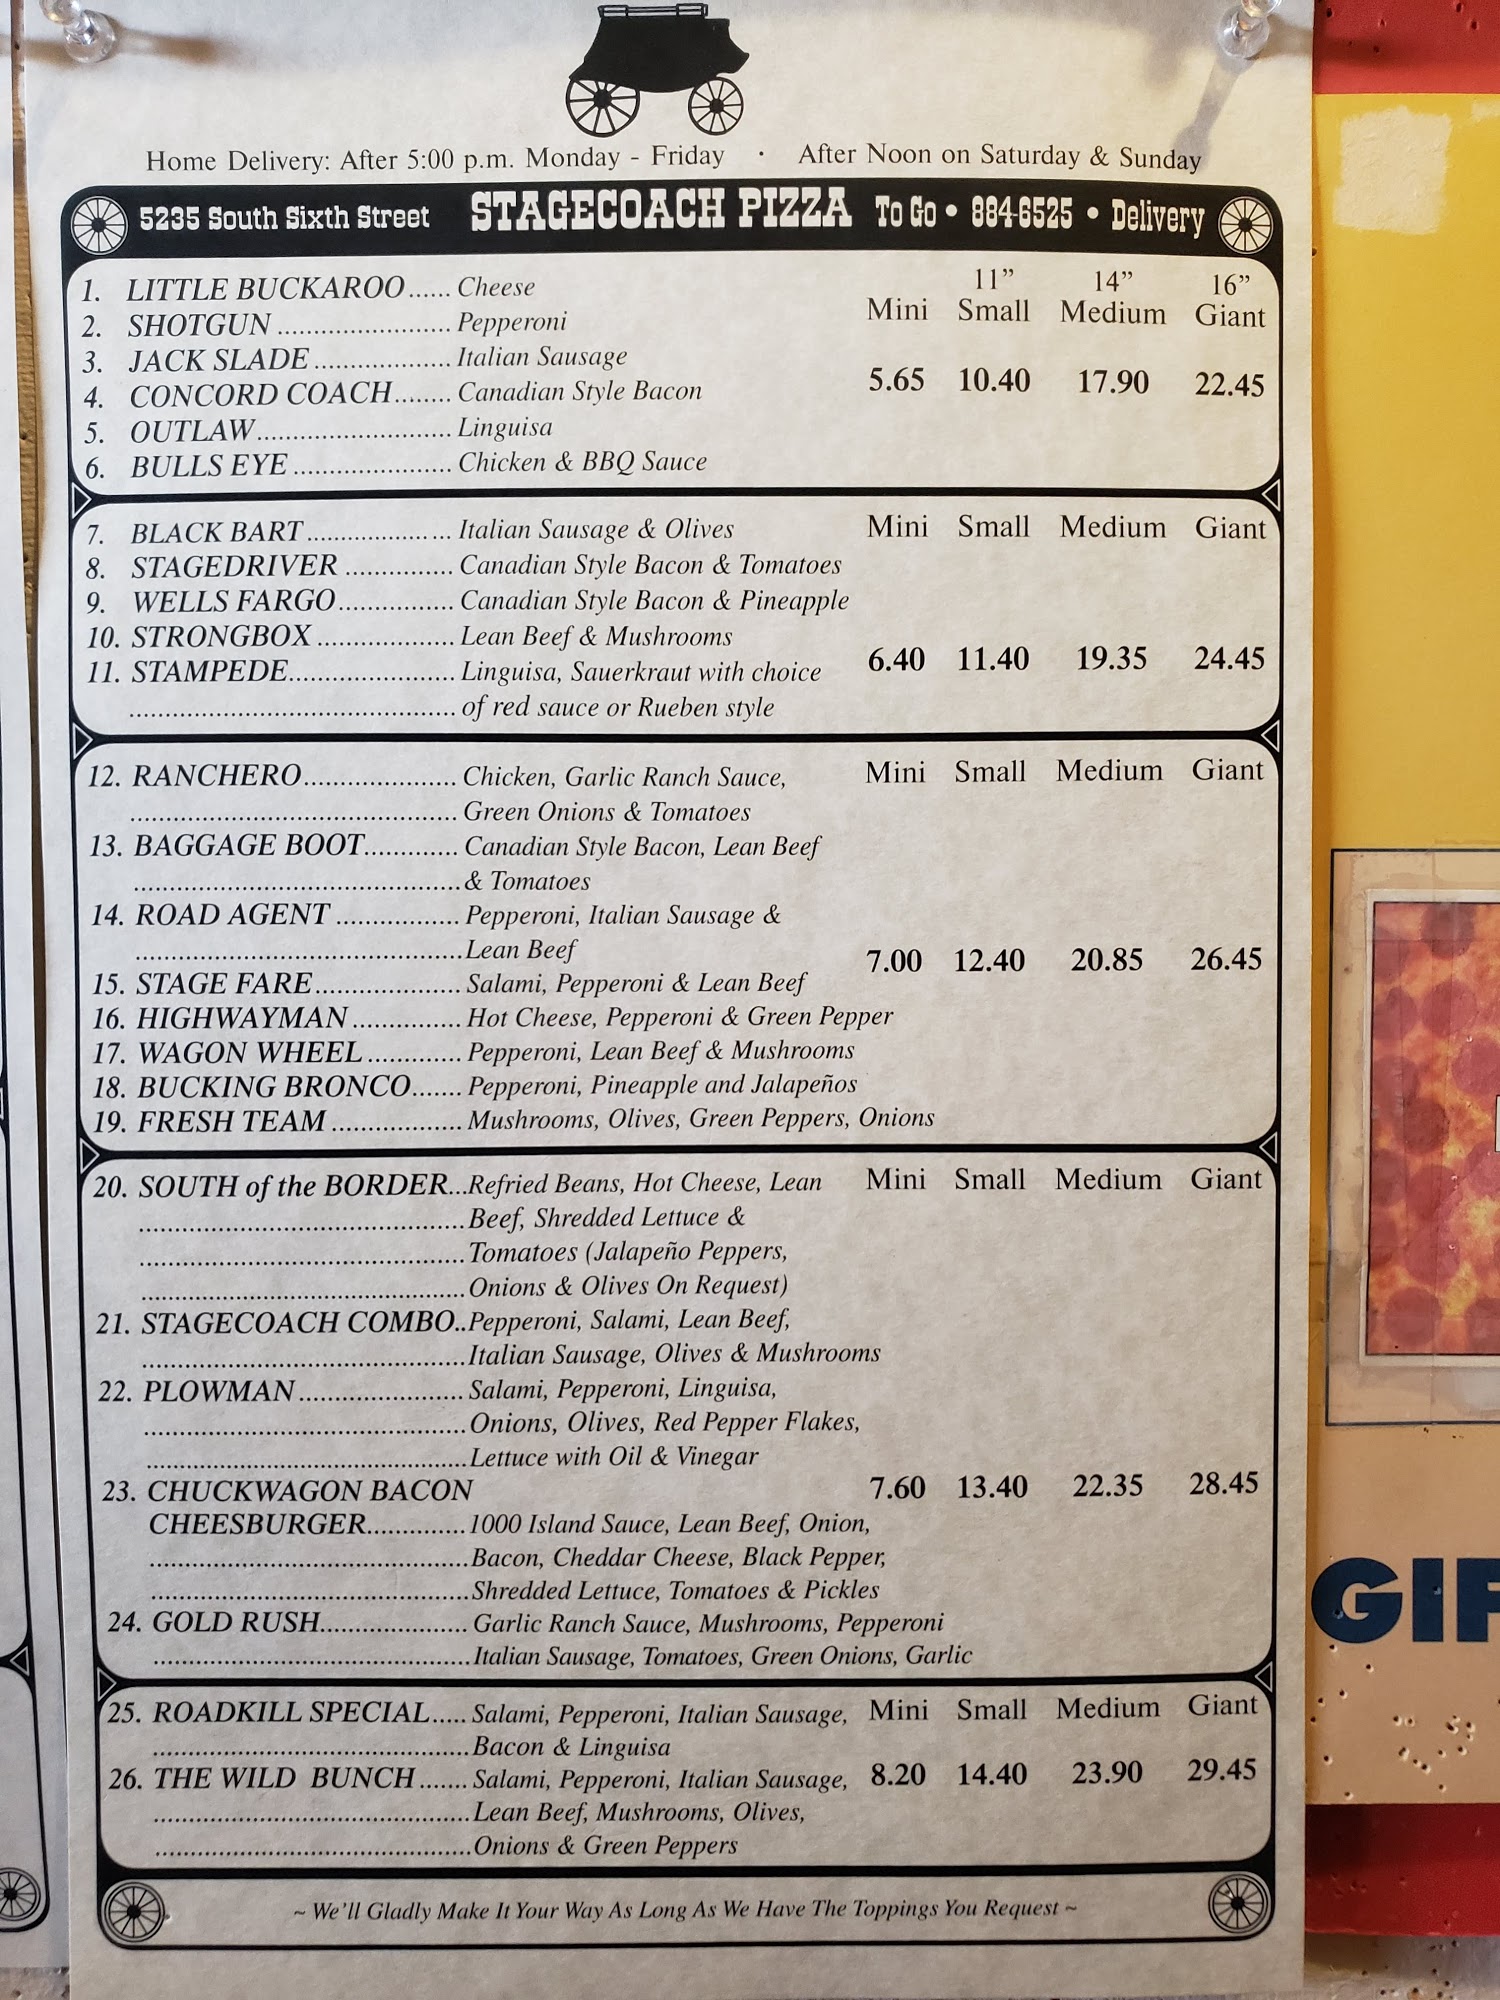 Home Delivery: After 5:00 p.m. Monday - Friday · After Noon on Saturday & Sunday
5235 South Sixth Street STAGECOACH PIZZA To Go • 884-6525 • Delivery
11" 14" 16"
Mini Small Medium Giant
1. LITTLE BUCKAROO...... Cheese
2. SHOTGUN ........................ Pepperoni
3. JACK SLADE ................... Italian Sausage
4. CONCORD COACH........ Canadian Style Bacon
5.65 10.40 17.90 22.45
5. OUTLAW........................... Linguisa
6. BULLS EYE ...................... Chicken & BBQ Sauce
Mini Small Medium Giant
7. BLACK BART .................... Italian Sausage & Olives
8. STAGEDRIVER ............... Canadian Style Bacon & Tomatoes
9. WELLS FARGO................ Canadian Style Bacon & Pineapple
10. STRONGBOX ................... Lean Beef & Mushrooms
11. STAMPEDE....................... Linguisa, Sauerkraut with choice
6.40 11.40 19.35 24.45
............................................. of red sauce or Rueben style
Mini Small Medium Giant
12. RANCHERO..................... Chicken, Garlic Ranch Sauce,
............................................. Green Onions & Tomatoes
13. BAGGAGE BOOT............. Canadian Style Bacon, Lean Beef
.............................................& Tomatoes
14. ROAD AGENT ................. Pepperoni, Italian Sausage &
.............................................Lean Beef
7.00 12.40 20.85 26.45
15. STAGE FARE.................... Salami, Pepperoni & Lean Beef
16. HIGHWAYMAN ............... Hot Cheese, Pepperoni & Green Pepper
17. WAGON WHEEL ............. Pepperoni, Lean Beef & Mushrooms
18. BUCKING BRONCO....... Pepperoni, Pineapple and Jalapeños
19. FRESH TEAM .................. Mushrooms, Olives, Green Peppers, Onions
Mini Small Medium Giant
20. SOUTH of the BORDER...Refried Beans, Hot Cheese, Lean
.............................................Beef, Shredded Lettuce &
.............................................Tomatoes (Jalapeño Peppers,
.............................................Onions & Olives On Request)
21. STAGECOACH COMBO..Pepperoni, Salami, Lean Beef,
.............................................Italian Sausage, Olives & Mushrooms
22. PLOWMAN....................... Salami, Pepperoni, Linguisa,
.............................................Onions, Olives, Red Pepper Flakes,
.............................................Lettuce with Oil & Vinegar
23. CHUCKWAGON BACON
7.60 13.40 22.35 28.45
CHEESBURGER..............1000 Island Sauce, Lean Beef, Onion,
.............................................Bacon, Cheddar Cheese, Black Pepper,
.............................................Shredded Lettuce, Tomatoes & Pickles
24. GOLD RUSH..................... Garlic Ranch Sauce, Mushrooms, Pepperoni
.............................................Italian Sausage, Tomatoes, Green Onions, Garlic
Mini Small Medium Giant
25. ROADKILL SPECIAL..... Salami, Pepperoni, Italian Sausage,
.............................................Bacon & Linguisa
26. THE WILD BUNCH ....... Salami, Pepperoni, Italian Sausage,
8.20 14.40 23.90 29.45
.............................................Lean Beef, Mushrooms, Olives,
.............................................Onions & Green Peppers
~ We'll Gladly Make It Your Way As Long As We Have The Toppings You Request ~
GIF